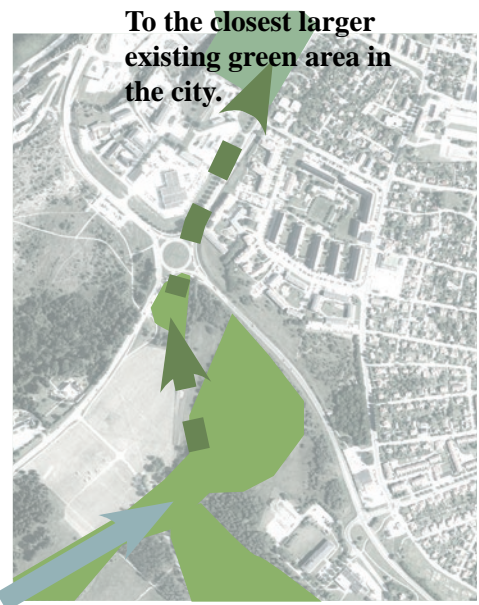 To the closest larger
existing green area in
the city.